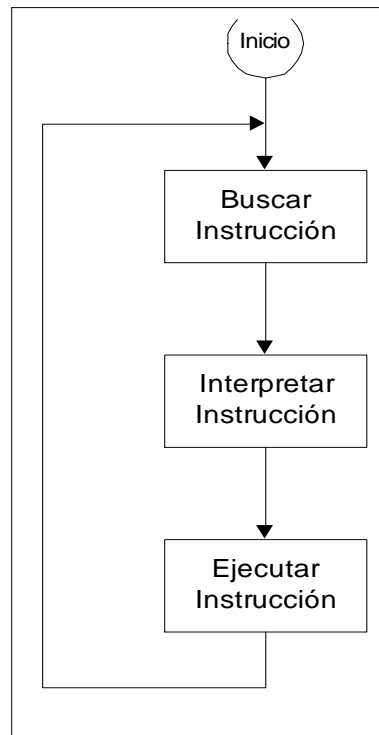 Inicio
Buscar
Instrucción
Interpretar
Instrucción
Ejecutar
Instrucción